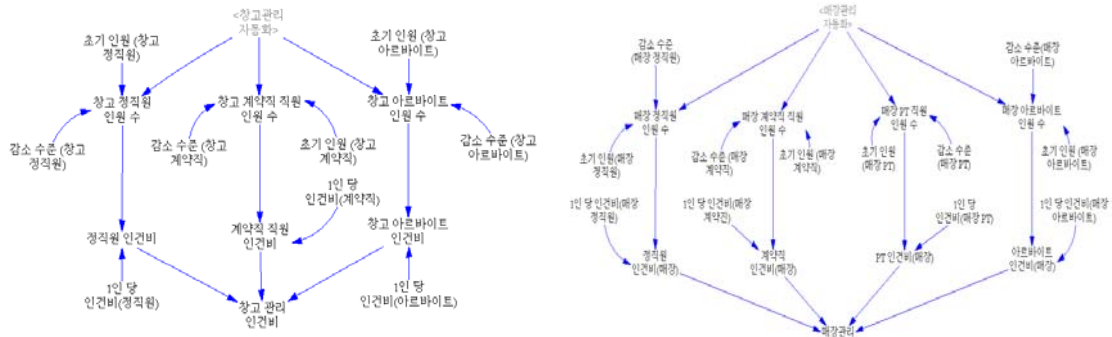 <창고관리
자동화>
초기 인원 (창고
정직원)
초기 인원 (창고
아르바이트)
창고 정직원
인원 수
창고 계약직 직원
인원 수
창고 아르바이트
인원 수
감소 수준 (창고
정직원)
감소 수준 (창고
계약직)
초기 인원 (창고
계약직)
감소 수준 (창고
아르바이트)
1인 당
인건비(계약직)
정직원 인건비
계약직 직원
인건비
창고 아르바이트
인건비
1인 당
인건비(정직원)
창고 관리
인건비
1인 당
인건비(아르바이트)
<매장관리
자동화>
감소 수준
(매장 정직원)
감소 수준(매장
아르바이트)
매장 정직원
인원 수
매장 계약직 직원
인원 수
매장 PT 직원
인원 수
매장 아르바이트
인원 수
초기 인원(매장
정직원)
감소 수준(매장
계약직)
초기 인원(매장
계약직)
초기 인원
(매장 PT)
감소 수준
(매장 PT)
초기 인원(매장
아르바이트)
1인 당 인건비(매장
정직원)
1인 당 인건비(매장
계약직)
1인 당
인건비(매장 PT)
1인 당 인건비(매장
아르바이트)
정직원
인건비(매장)
계약직
인건비(매장)
PT 인건비(매장)
아르바이트
인건비(매장)
매장관리